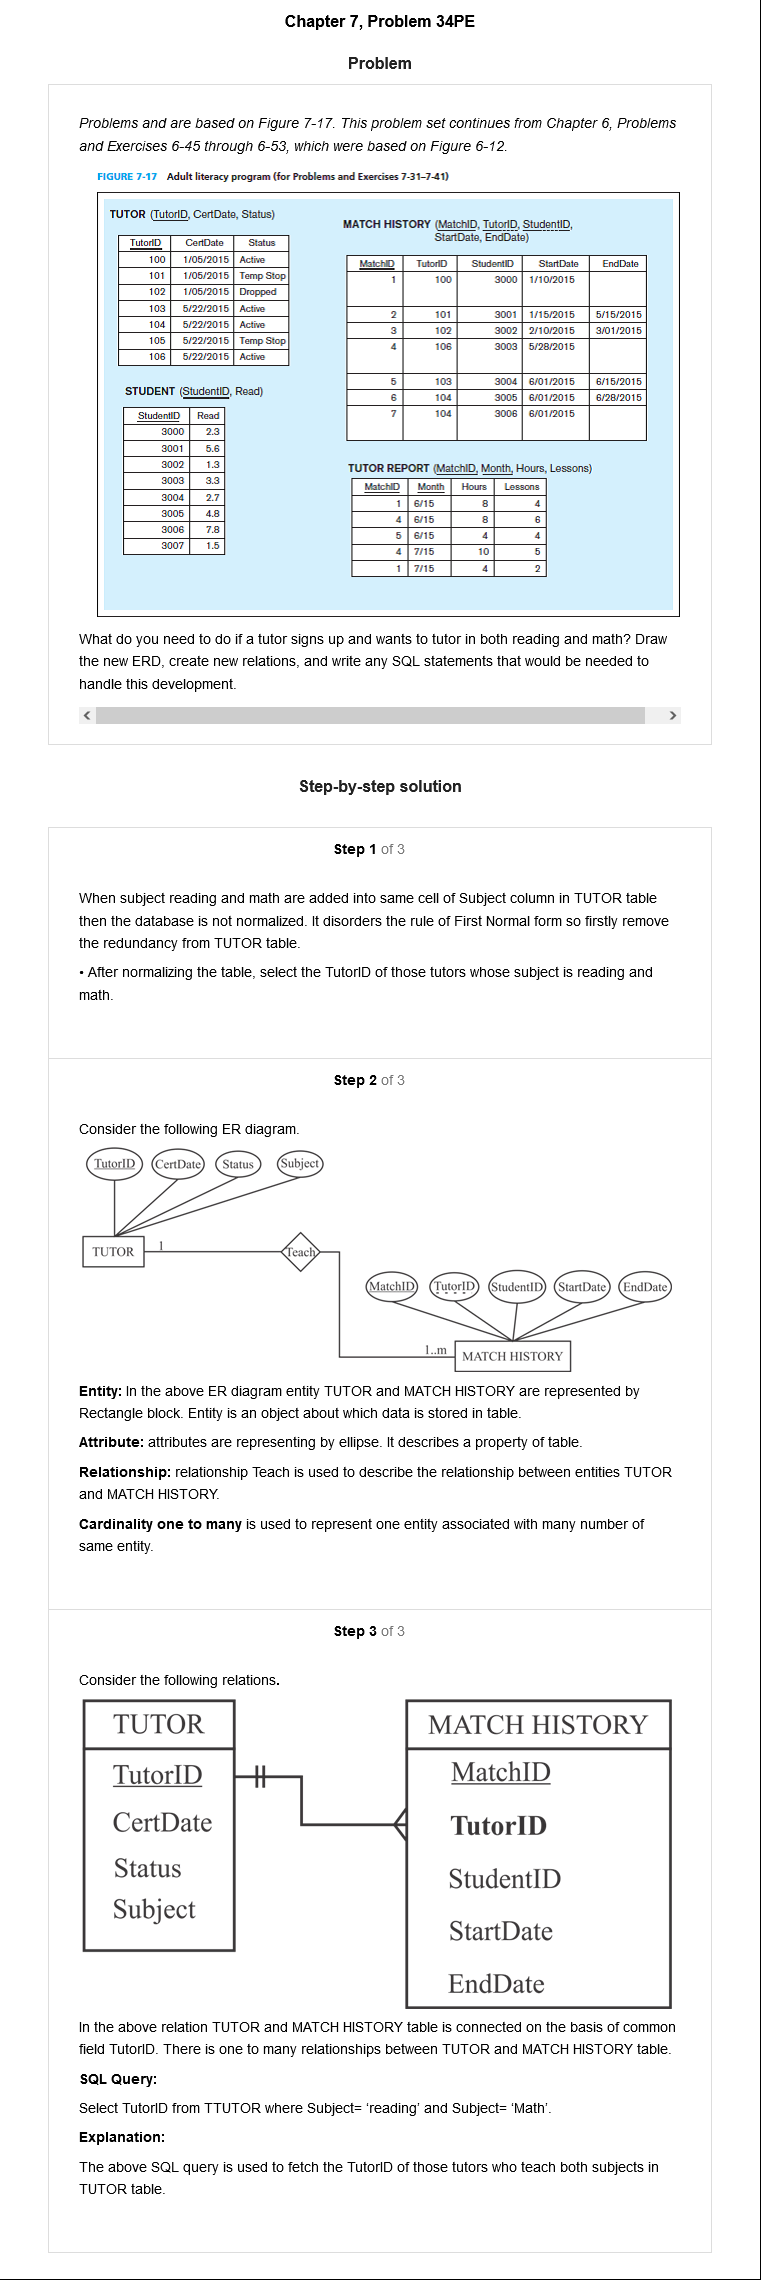 Chapter 7, Problem 34PE
Problem
Problems and are based on Figure 7-17. This problem set continues from Chapter 6, Problems
and Exercises 6-45 through 6-53, which were based on Figure 6-12.
FIGURE 7-17 Adult literacy program (for Problems and Exercises 7-31–7-41)
TUTOR (TutorID, CertDate, Status)
TutorID CertDate Status
100 1/05/2015 Active
101 1/05/2015 Temp Stop
102 1/05/2015 Dropped
103 5/22/2015 Active
104 5/22/2015 Active
105 5/22/2015 Temp Stop
106 5/22/2015 Active
STUDENT (StudentID, Read)
StudentID Read
3000 2.3
3001 5.6
3002 1.3
3003 3.3
3004 2.7
3005 4.8
3006 7.8
3007 1.5
MATCH HISTORY (MatchID, TutorID, StudentID,
StartDate, EndDate)
MatchID TutorID StudentID StartDate EndDate
1 100 3000 1/10/2015
2 101 3001 1/15/2015 5/15/2015
3 102 3002 2/10/2015 3/01/2015
4 106 3003 5/28/2015
5 103 3004 6/01/2015 6/15/2015
6 104 3005 6/01/2015 6/28/2015
7 104 3006 6/01/2015
TUTOR REPORT (MatchID, Month, Hours, Lessons)
MatchID Month Hours Lessons
1 6/15 8 4
4 6/15 8 6
5 6/15 4 4
4 7/15 10 5
1 7/15 4 2
What do you need to do if a tutor signs up and wants to tutor in both reading and math? Draw
the new ERD, create new relations, and write any SQL statements that would be needed to
handle this development.
Step-by-step solution
Step 1 of 3
When subject reading and math are added into same cell of Subject column in TUTOR table
then the database is not normalized. It disorders the rule of First Normal form so firstly remove
the redundancy from TUTOR table.
• After normalizing the table, select the TutorID of those tutors whose subject is reading and
math.
Step 2 of 3
Consider the following ER diagram.
TutorID CertDate Status Subject
TUTOR 1 Teach
MatchID TutorID StudentID StartDate EndDate
1..m MATCH HISTORY
Entity: In the above ER diagram entity TUTOR and MATCH HISTORY are represented by
Rectangle block. Entity is an object about which data is stored in table.
Attribute: attributes are representing by ellipse. It describes a property of table.
Relationship: relationship Teach is used to describe the relationship between entities TUTOR
and MATCH HISTORY.
Cardinality one to many is used to represent one entity associated with many number of
same entity.
Step 3 of 3
Consider the following relations.
TUTOR
TutorID
CertDate
Status
Subject
MATCH HISTORY
MatchID
TutorID
StudentID
StartDate
EndDate
In the above relation TUTOR and MATCH HISTORY table is connected on the basis of common
field TutorID. There is one to many relationships between TUTOR and MATCH HISTORY table.
SQL Query:
Select TutorID from TTUTOR where Subject= ‘reading’ and Subject= ‘Math’.
Explanation:
The above SQL query is used to fetch the TutorID of those tutors who teach both subjects in
TUTOR table.